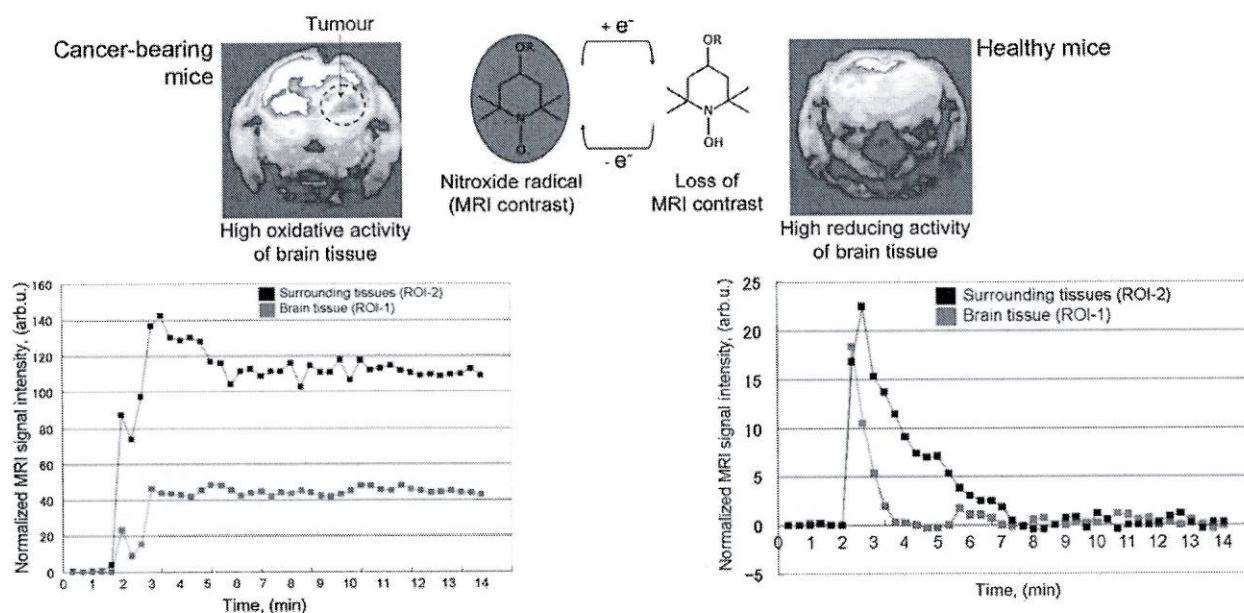 Tumour
Cancer-bearing
mice
+ e⁻
Healthy mice
OR
OR
N
O.
N
OH
- e⁻
Nitroxide radical
(MRI contrast)
Loss of
MRI contrast
High oxidative activity
of brain tissue
High reducing activity
of brain tissue
Normalized MRI signal intensity, (arb.u.)
160
140
120
100
80
60
40
20
0
Surrounding tissues (ROI-2)
Brain tissue (ROI-1)
0 1 2 3 4 5 6 7 8 9 10 11 12 13 14
Time, (min)
Normalized MRI signal intensity, (arb.u.)
25
20
15
10
5
0
−5
Surrounding tissues (ROI-2)
Brain tissue (ROI-1)
0 1 2 3 4 5 6 7 8 9 10 11 12 13 14
Time, (min)